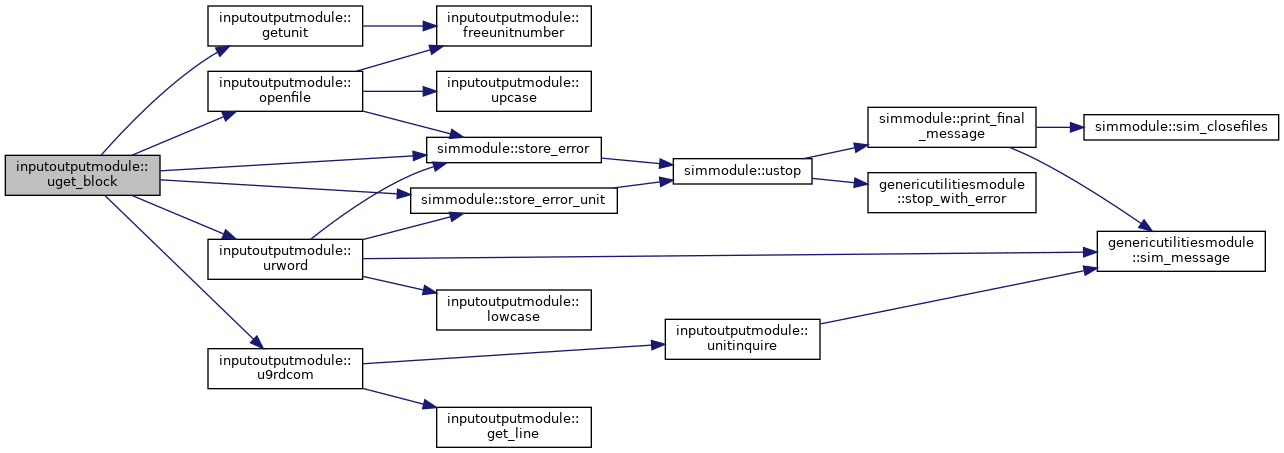 inputoutputmodule::
uget_block
inputoutputmodule::
getunit
inputoutputmodule::
openfile
simmodule::store_error
simmodule::store_error_unit
inputoutputmodule::
urword
inputoutputmodule::
u9rdcom
inputoutputmodule::
freeunitnumber
inputoutputmodule::
upcase
inputoutputmodule::
lowcase
inputoutputmodule::
get_line
simmodule::ustop
inputoutputmodule::
unitinquire
simmodule::print_final
_message
genericutilitiesmodule
::stop_with_error
simmodule::sim_closefiles
genericutilitiesmodule
::sim_message